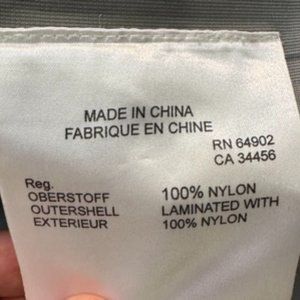 MADE IN CHINA
FABRIQUE EN CHINE
RN 64902
CA 34456
Reg.
OBERSTOFF 100% NYLON
OUTERSHELL LAMINATED WITH
EXTERIEUR 100% NYLON